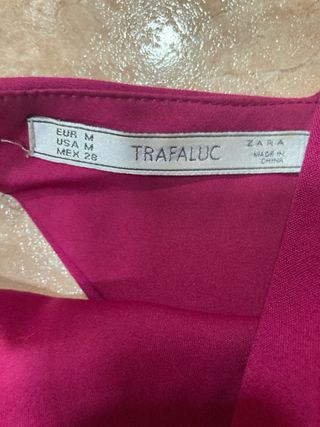 EUR M
USA M
MEX 28
TRAFALUC
ZARA
MADE IN
CHINA